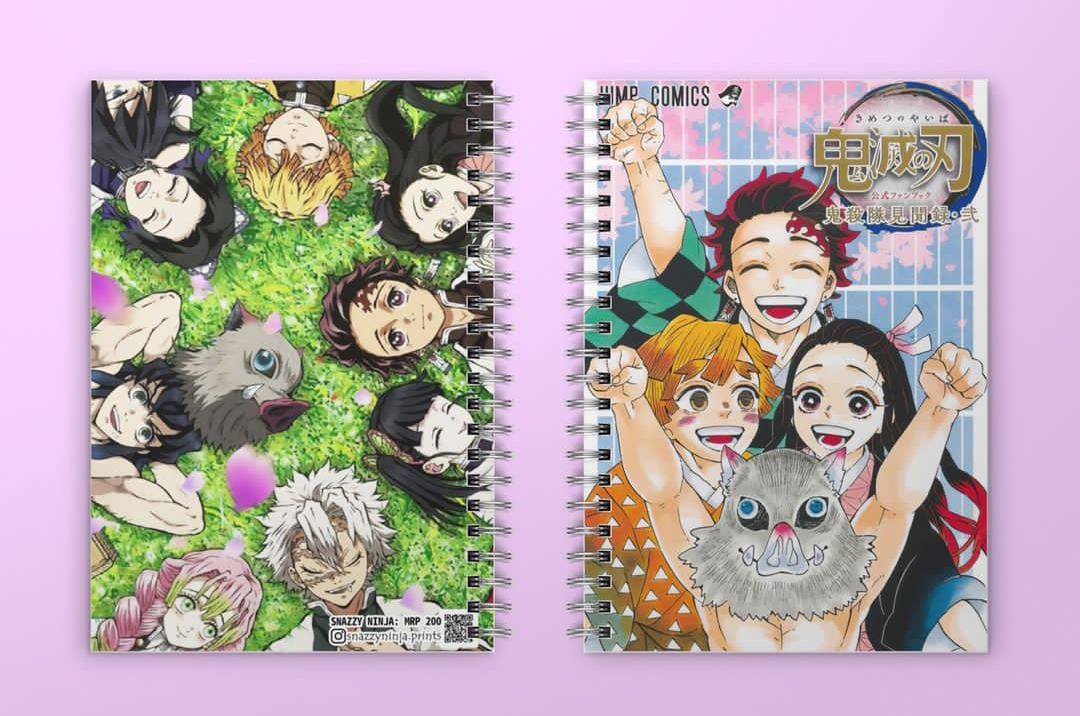 SNAZZY NINJA: MRP 200
snazzyninja.prints
JUMP COMICS
きめつのやいば
鬼滅の刃
公式ファンブック
鬼殺隊見聞録・弐